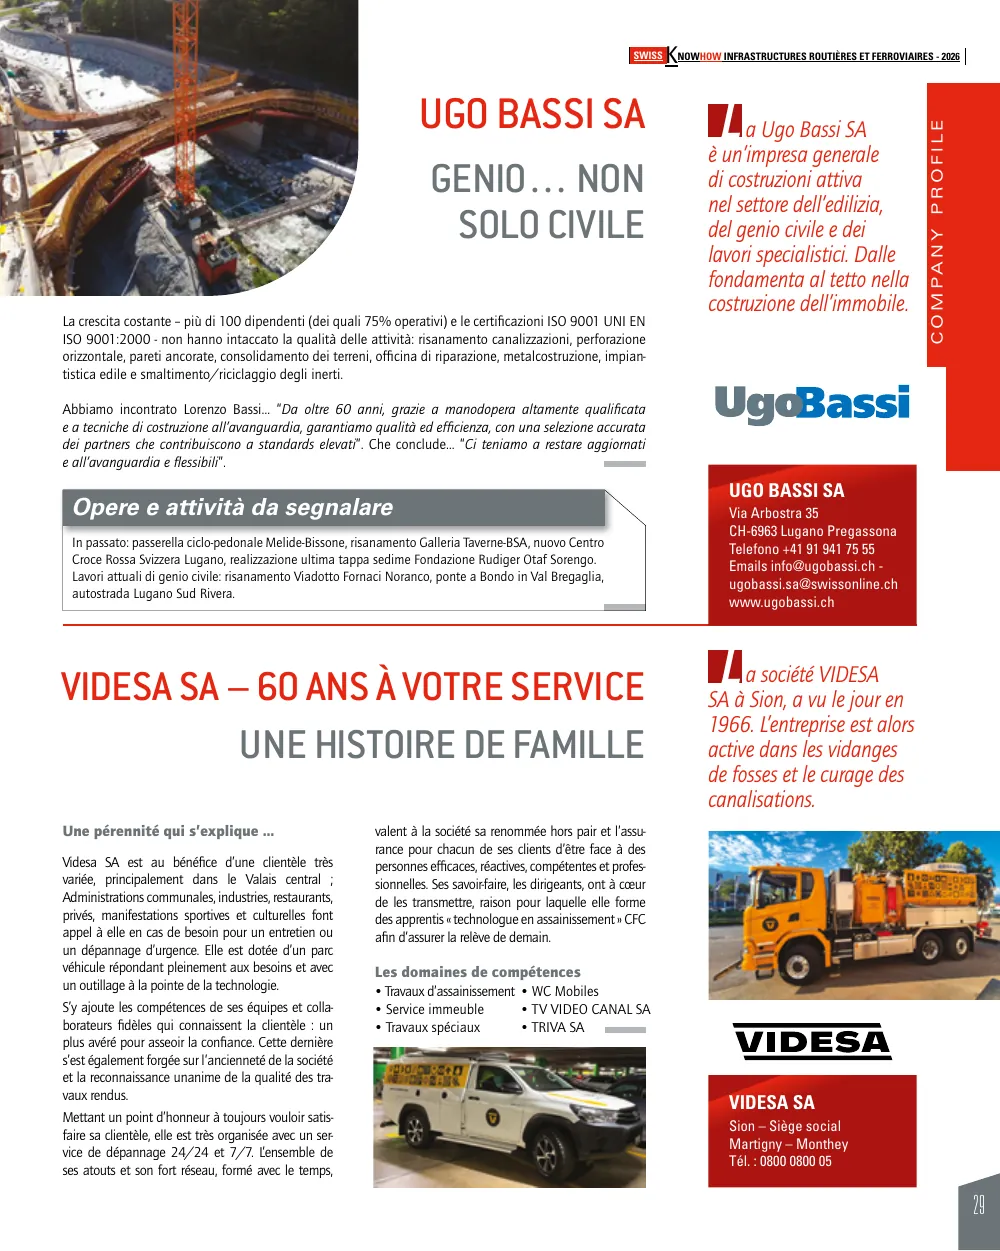 SWISS KNOWHOW INFRASTRUCTURES ROUTIÈRES ET FERROVIAIRES - 2026
COMPANY PROFILE
UGO BASSI SA
GENIO… NON
SOLO CIVILE
La Ugo Bassi SA
è un'impresa generale
di costruzioni attiva
nel settore dell'edilizia,
del genio civile e dei
lavori specialistici. Dalle
fondamenta al tetto nella
costruzione dell'immobile.
La crescita costante – più di 100 dipendenti (dei quali 75% operativi) e le certificazioni ISO 9001 UNI EN
ISO 9001:2000 - non hanno intaccato la qualità delle attività: risanamento canalizzazioni, perforazione
orizzontale, pareti ancorate, consolidamento dei terreni, officina di riparazione, metalcostruzione, impian-
tistica edile e smaltimento/riciclaggio degli inerti.
Abbiamo incontrato Lorenzo Bassi... "Da oltre 60 anni, grazie a manodopera altamente qualificata
e a tecniche di costruzione all'avanguardia, garantiamo qualità ed efficienza, con una selezione accurata
dei partners che contribuiscono a standards elevati". Che conclude... "Ci teniamo a restare aggiornati
e all'avanguardia e flessibili".
Opere e attività da segnalare
In passato: passerella ciclo-pedonale Melide-Bissone, risanamento Galleria Taverne-BSA, nuovo Centro
Croce Rossa Svizzera Lugano, realizzazione ultima tappa sedime Fondazione Rudiger Otaf Sorengo.
Lavori attuali di genio civile: risanamento Viadotto Fornaci Noranco, ponte a Bondo in Val Bregaglia,
autostrada Lugano Sud Rivera.
UgoBassi
UGO BASSI SA
Via Arbostra 35
CH-6963 Lugano Pregassona
Telefono +41 91 941 75 55
Emails info@ugobassi.ch -
ugobassi.sa@swissonline.ch
www.ugobassi.ch
VIDESA SA – 60 ANS À VOTRE SERVICE
UNE HISTOIRE DE FAMILLE
La société VIDESA
SA à Sion, a vu le jour en
1966. L'entreprise est alors
active dans les vidanges
de fosses et le curage des
canalisations.
Une pérennité qui s'explique ...
Videsa SA est au bénéfice d'une clientèle très
variée, principalement dans le Valais central ;
Administrations communales, industries, restaurants,
privés, manifestations sportives et culturelles font
appel à elle en cas de besoin pour un entretien ou
un dépannage d'urgence. Elle est dotée d'un parc
véhicule répondant pleinement aux besoins et avec
un outillage à la pointe de la technologie.
S'y ajoute les compétences de ses équipes et colla-
borateurs fidèles qui connaissent la clientèle : un
plus avéré pour asseoir la confiance. Cette dernière
s'est également forgée sur l'ancienneté de la société
et la reconnaissance unanime de la qualité des tra-
vaux rendus.
Mettant un point d'honneur à toujours vouloir satis-
faire sa clientèle, elle est très organisée avec un ser-
vice de dépannage 24/24 et 7/7. L'ensemble de
ses atouts et son fort réseau, formé avec le temps,
valent à la société sa renommée hors pair et l'assu-
rance pour chacun de ses clients d'être face à des
personnes efficaces, réactives, compétentes et profes-
sionnelles. Ses savoir-faire, les dirigeants, ont à cœur
de les transmettre, raison pour laquelle elle forme
des apprentis « technologue en assainissement » CFC
afin d'assurer la relève de demain.
Les domaines de compétences
• Travaux d'assainissement • WC Mobiles
• Service immeuble • TV VIDEO CANAL SA
• Travaux spéciaux • TRIVA SA
VIDESA
VIDESA SA
Sion – Siège social
Martigny – Monthey
Tél. : 0800 0800 05
29